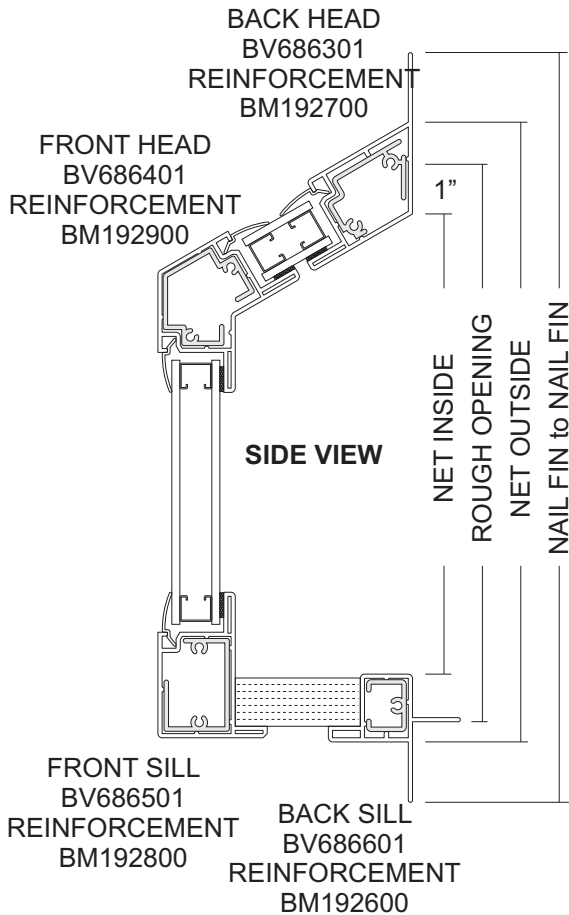 BACK HEAD
BV686301
REINFORCEMENT
BM192700
FRONT HEAD
BV686401
REINFORCEMENT
BM192900
1”
SIDE VIEW
NET INSIDE
ROUGH OPENING
NET OUTSIDE
NAIL FIN to NAIL FIN
FRONT SILL
BV686501
REINFORCEMENT
BM192800
BACK SILL
BV686601
REINFORCEMENT
BM192600